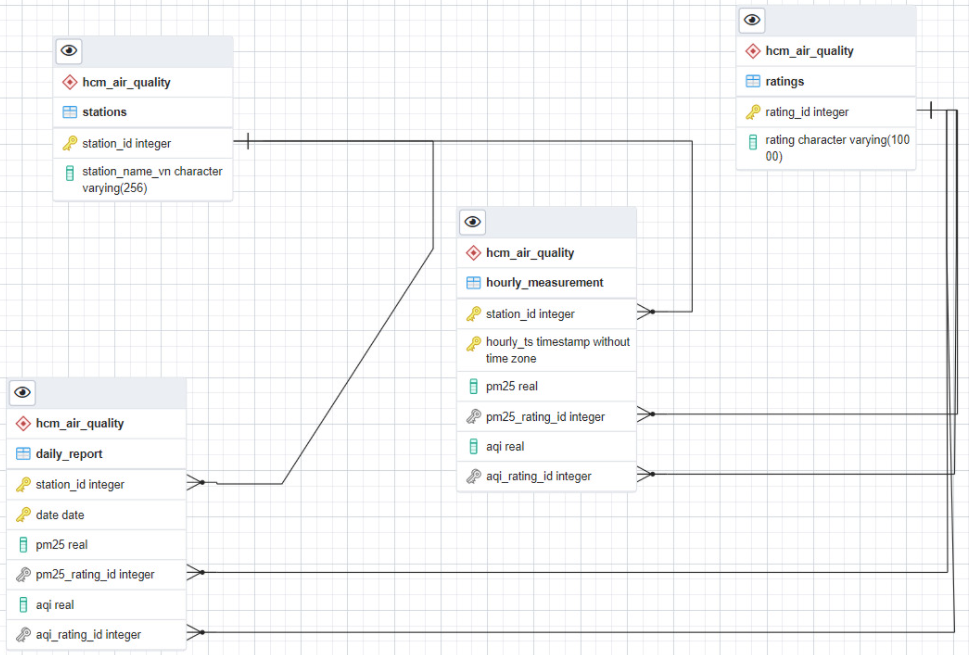 hcm_air_quality
stations
station_id integer
station_name_vn character
varying(256)
hcm_air_quality
ratings
rating_id integer
rating character varying(100
00)
hcm_air_quality
hourly_measurement
station_id integer
hourly_ts timestamp without
time zone
pm25 real
pm25_rating_id integer
aqi real
aqi_rating_id integer
hcm_air_quality
daily_report
station_id integer
date date
pm25 real
pm25_rating_id integer
aqi real
aqi_rating_id integer